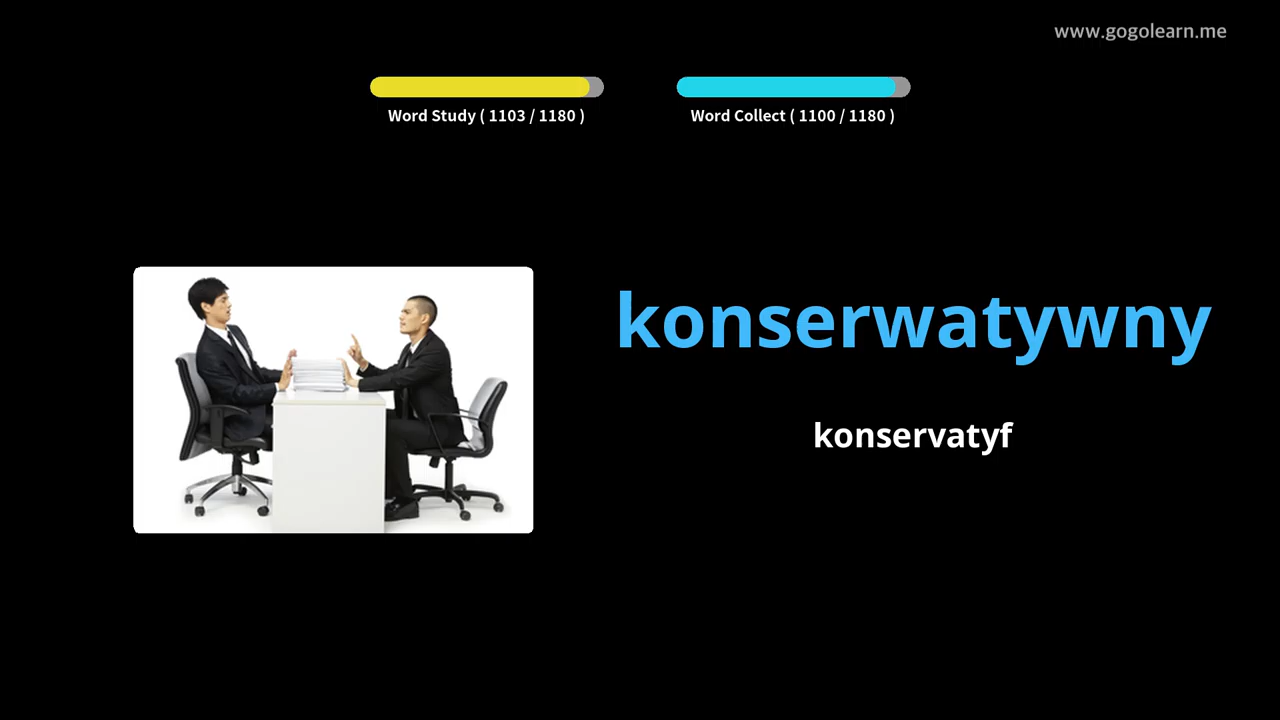 www.gogolearn.me
Word Study ( 1103 / 1180 )
Word Collect ( 1100 / 1180 )
konserwatywny
konservatyf